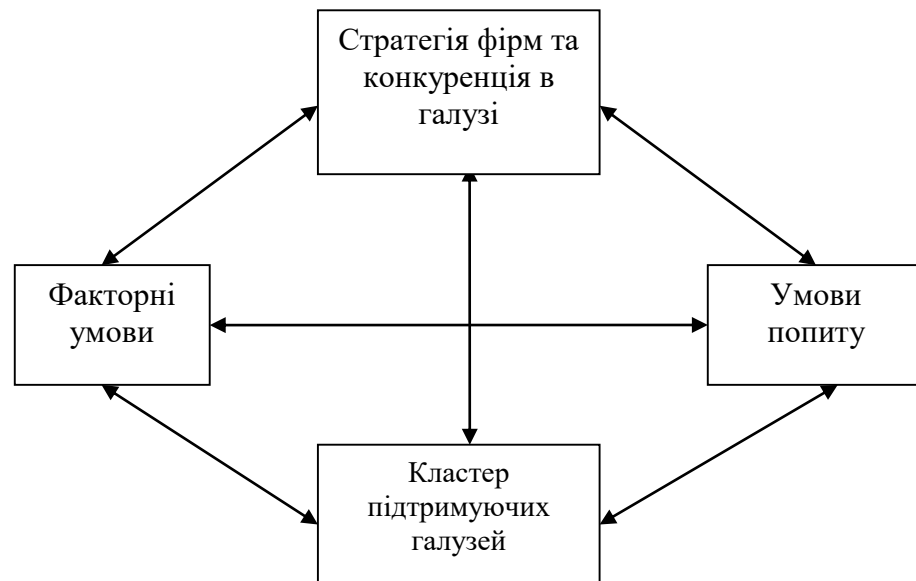 Стратегія фірм та
конкуренція в
галузі
Факторні
умови
Умови
попиту
Кластер
підтримуючих
галузей